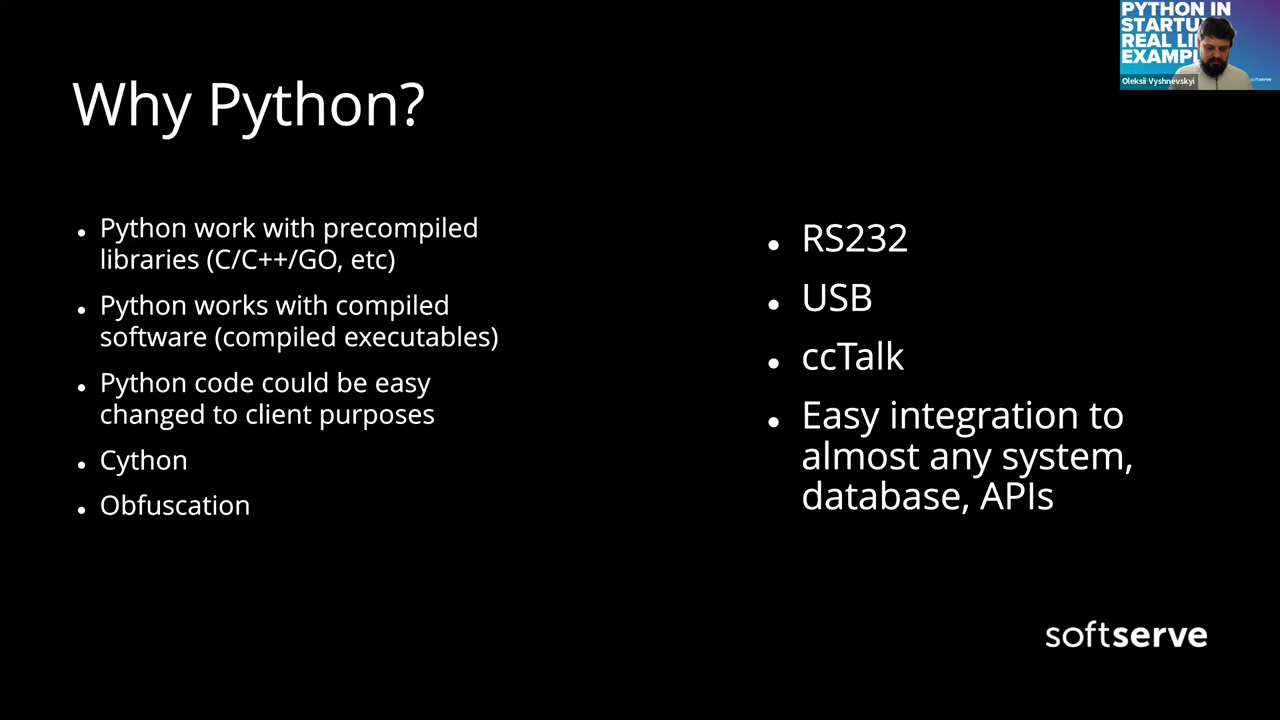 Why Python?
Python work with precompiled
libraries (C/C++/GO, etc)
Python works with compiled
software (compiled executables)
Python code could be easy
changed to client purposes
Cython
Obfuscation
RS232
USB
ccTalk
Easy integration to
almost any system,
database, APIs
softserve
PYTHON IN
STARTU
REAL LI
EXAMPL
Oleksii Vyshnevskyi
softserve